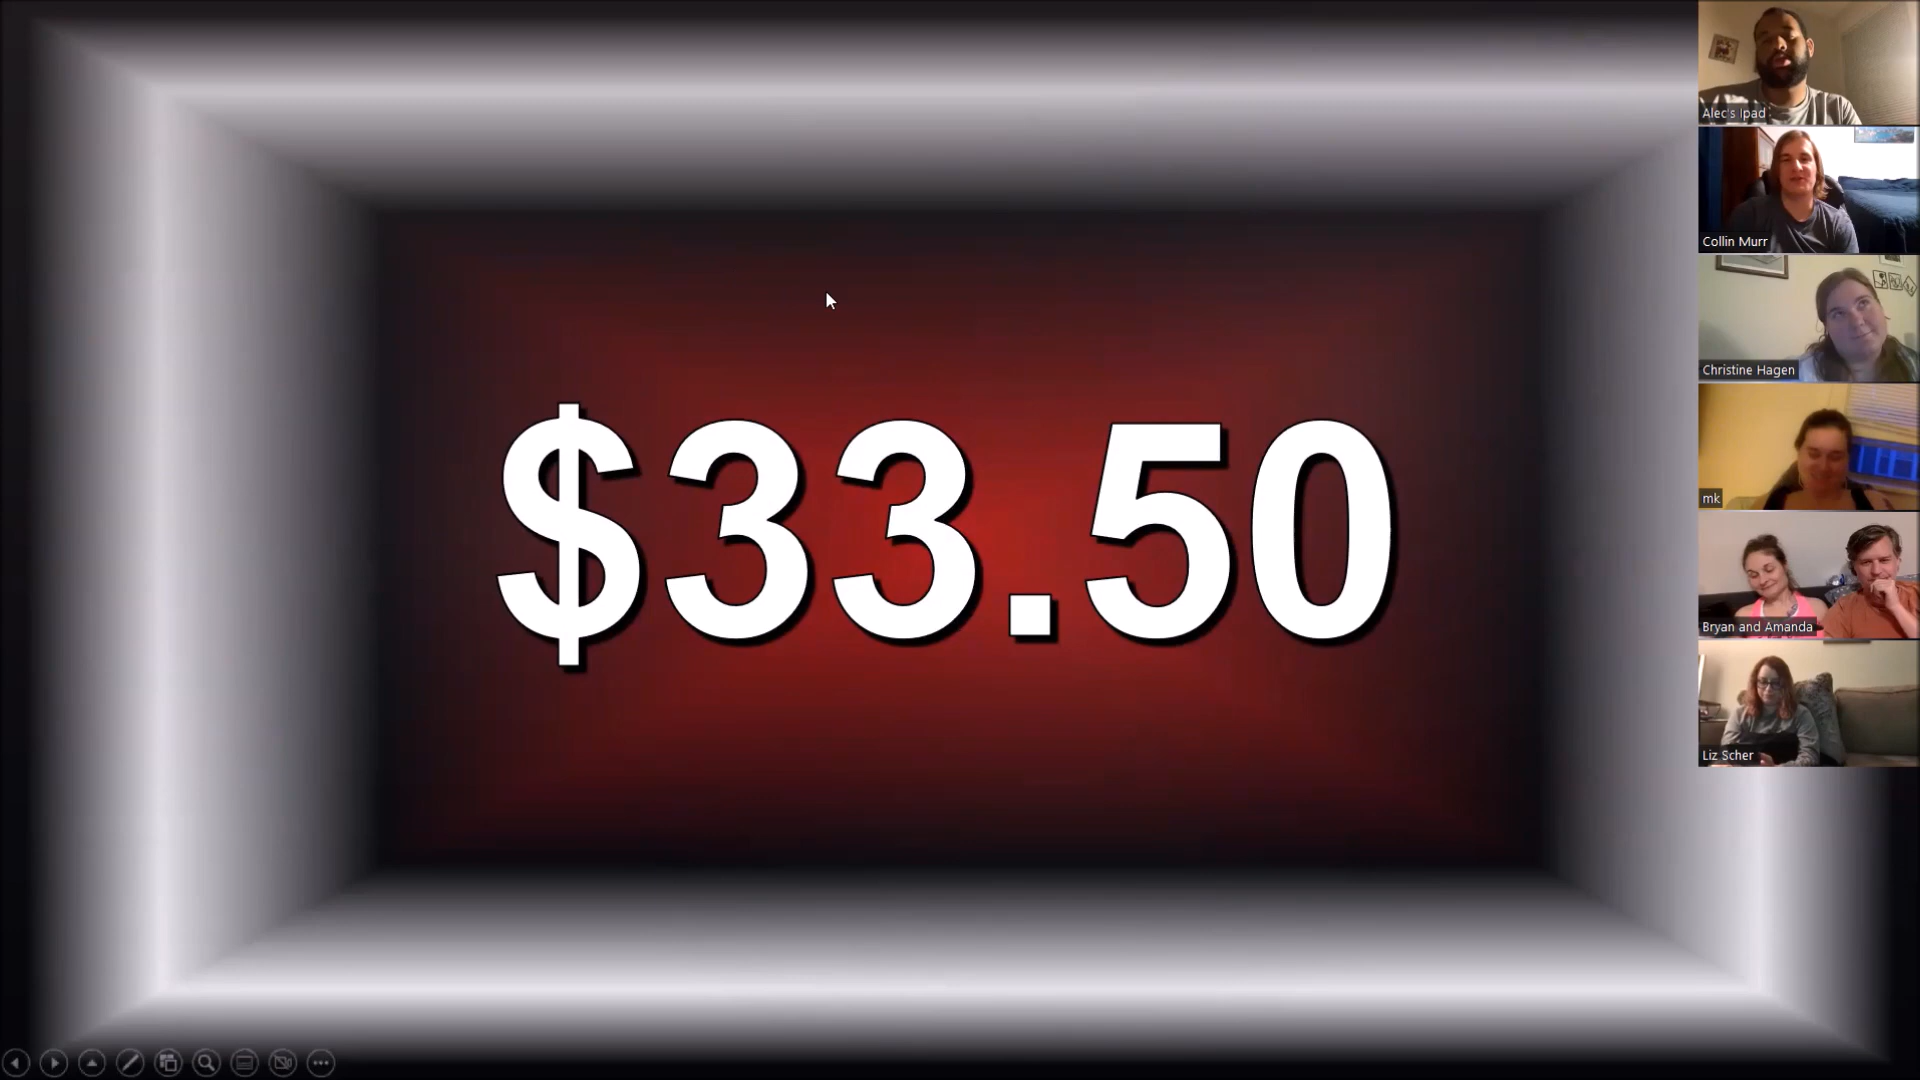 $33.50
Alec's Ipad
Collin Murr
Christine Hagen
mk
Bryan and Amanda
Liz Scher